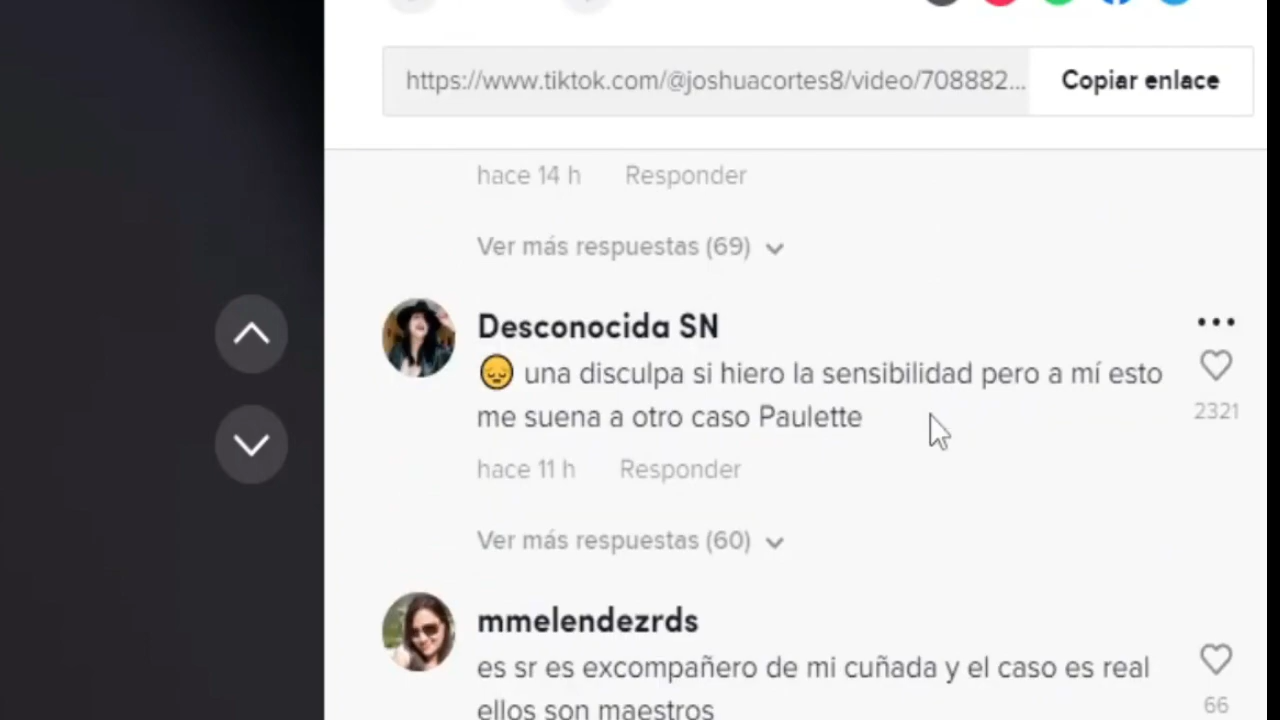 https://www.tiktok.com/@joshuacortes8/video/708882...
Copiar enlace
hace 14 h Responder
Ver más respuestas (69)
Desconocida SN
😔 una disculpa si hiero la sensibilidad pero a mí esto
me suena a otro caso Paulette
2321
hace 11 h Responder
Ver más respuestas (60)
mmelendezrds
es sr es excompañero de mi cuñada y el caso es real
ellos son maestros
66